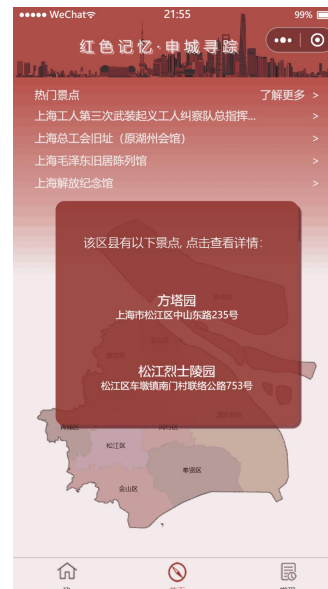 WeChat
21:55
99%
红色记忆·申城寻踪
热门景点
了解更多 >
上海工人第三次武装起义工人纠察队总指挥... >
上海总工会旧址（原湖州会馆） >
上海毛泽东旧居陈列馆 >
上海解放纪念馆 >
该区县有以下景点, 点击查看详情:
方塔园
上海市松江区中山东路235号
松江烈士陵园
松江区车墩镇南门村联络公路753号
松江区
奉贤区
金山区